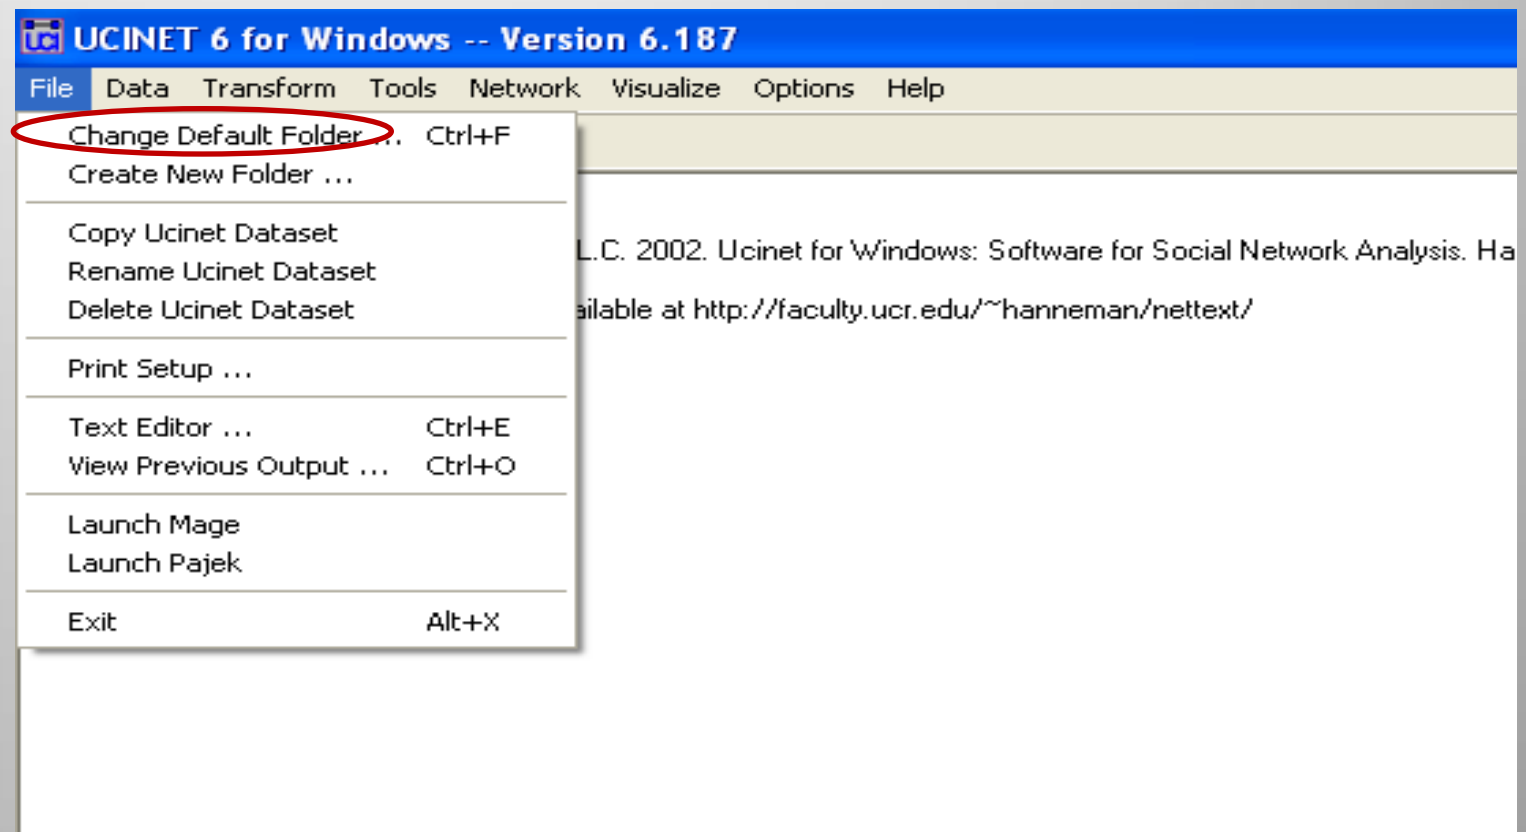 UCINET 6 for Windows -- Version 6.187
File Data Transform Tools Network Visualize Options Help
Change Default Folder ... Ctrl+F
Create New Folder ...
Copy Ucinet Dataset
L.C. 2002. Ucinet for Windows: Software for Social Network Analysis. Ha
Rename Ucinet Dataset
Delete Ucinet Dataset
ailable at http://faculty.ucr.edu/~hanneman/nettext/
Print Setup ...
Text Editor ... Ctrl+E
View Previous Output ... Ctrl+O
Launch Mage
Launch Pajek
Exit Alt+X